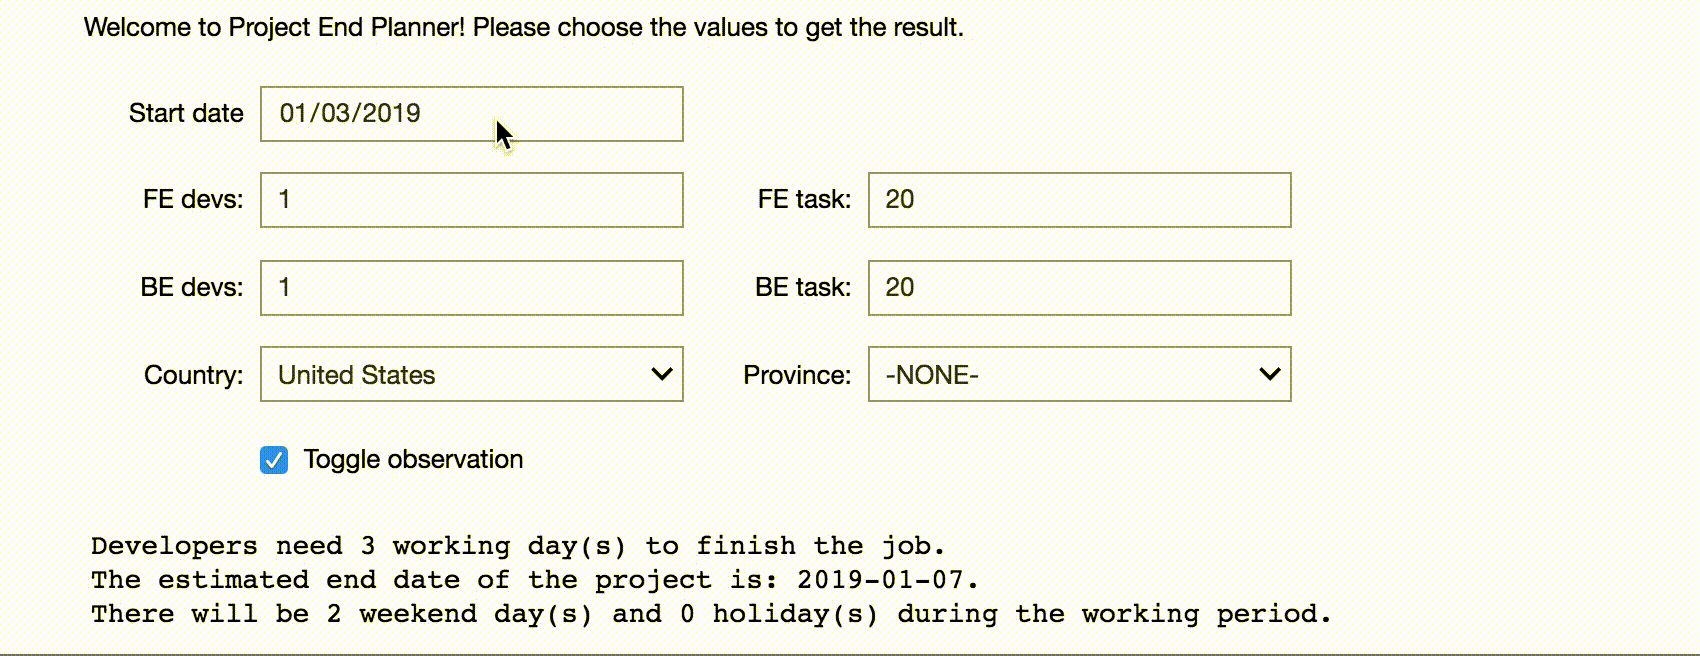 Welcome to Project End Planner! Please choose the values to get the result.
Start date 01/03/2019
FE devs: 1 FE task: 20
BE devs: 1 BE task: 20
Country: United States Province: -NONE-
Toggle observation
Developers need 3 working day(s) to finish the job.
The estimated end date of the project is: 2019-01-07.
There will be 2 weekend day(s) and 0 holiday(s) during the working period.